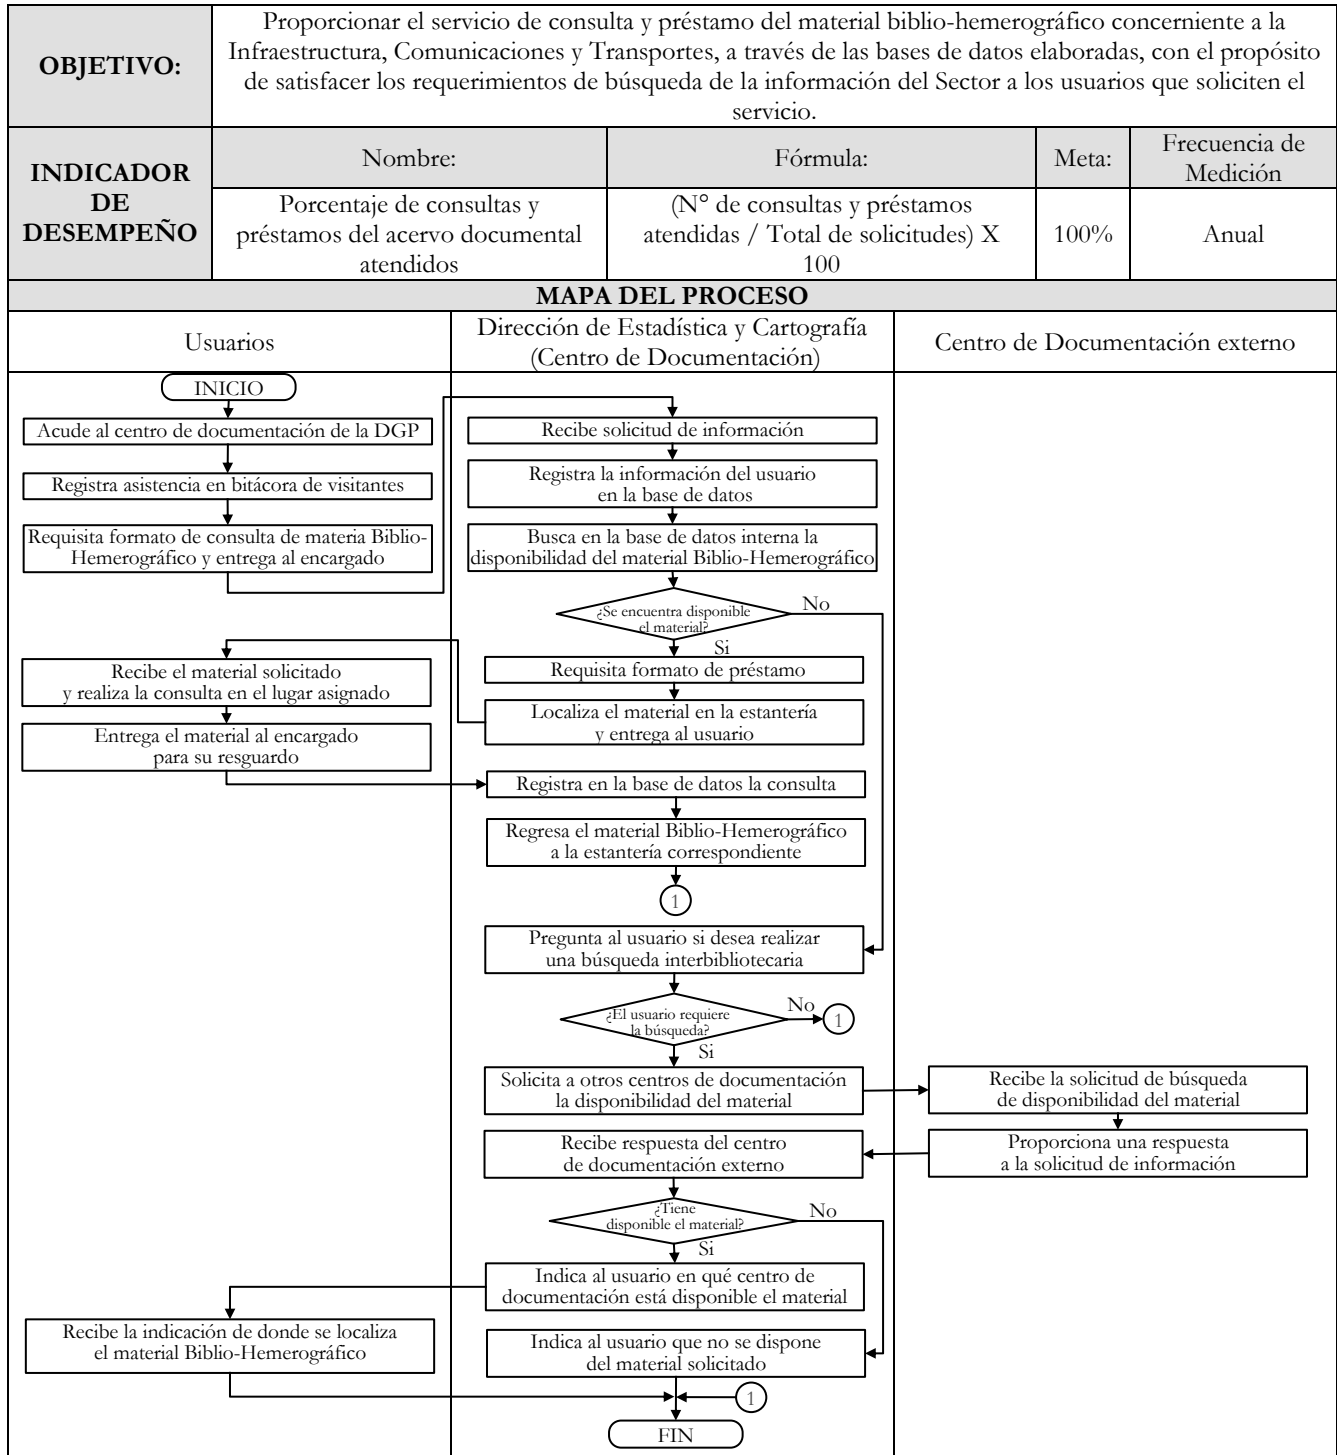 OBJETIVO:
Proporcionar el servicio de consulta y préstamo del material biblio-hemerográfico concerniente a la
Infraestructura, Comunicaciones y Transportes, a través de las bases de datos elaboradas, con el propósito
de satisfacer los requerimientos de búsqueda de la información del Sector a los usuarios que soliciten el
servicio.
INDICADOR
DE
DESEMPEÑO
Nombre:
Fórmula:
Meta:
Frecuencia de
Medición
Porcentaje de consultas y
préstamos del acervo documental
atendidos
(N° de consultas y préstamos
atendidas / Total de solicitudes) X
100
100%
Anual
MAPA DEL PROCESO
Usuarios
Dirección de Estadística y Cartografía
(Centro de Documentación)
Centro de Documentación externo
INICIO
Acude al centro de documentación de la DGP
Registra asistencia en bitácora de visitantes
Requisita formato de consulta de materia Biblio-
Hemerográfico y entrega al encargado
Recibe solicitud de información
Registra la información del usuario
en la base de datos
Busca en la base de datos interna la
disponibilidad del material Biblio-Hemerográfico
¿Se encuentra disponible
el material?
No
Si
Requisita formato de préstamo
Localiza el material en la estantería
y entrega al usuario
Recibe el material solicitado
y realiza la consulta en el lugar asignado
Entrega el material al encargado
para su resguardo
Registra en la base de datos la consulta
Regresa el material Biblio-Hemerográfico
a la estantería correspondiente
1
Pregunta al usuario si desea realizar
una búsqueda interbibliotecaria
¿El usuario requiere
la búsqueda?
No
1
Si
Solicita a otros centros de documentación
la disponibilidad del material
Recibe la solicitud de búsqueda
de disponibilidad del material
Proporciona una respuesta
a la solicitud de información
Recibe respuesta del centro
de documentación externo
¿Tiene
disponible el material?
No
Si
Indica al usuario en qué centro de
documentación está disponible el material
Recibe la indicación de donde se localiza
el material Biblio-Hemerográfico
Indica al usuario que no se dispone
del material solicitado
1
FIN